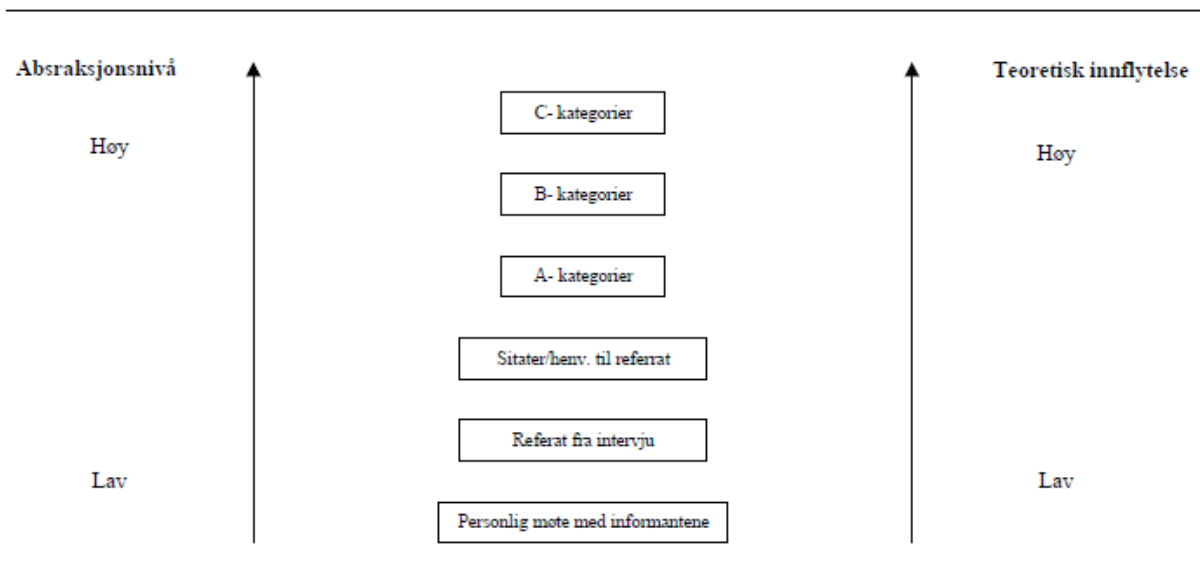 Absraksjonsnivå
Teoretisk innflytelse
C- kategorier
Høy
Høy
B- kategorier
A- kategorier
Sitater/henv. til referrat
Referat fra intervju
Lav
Lav
Personlig møte med informantene